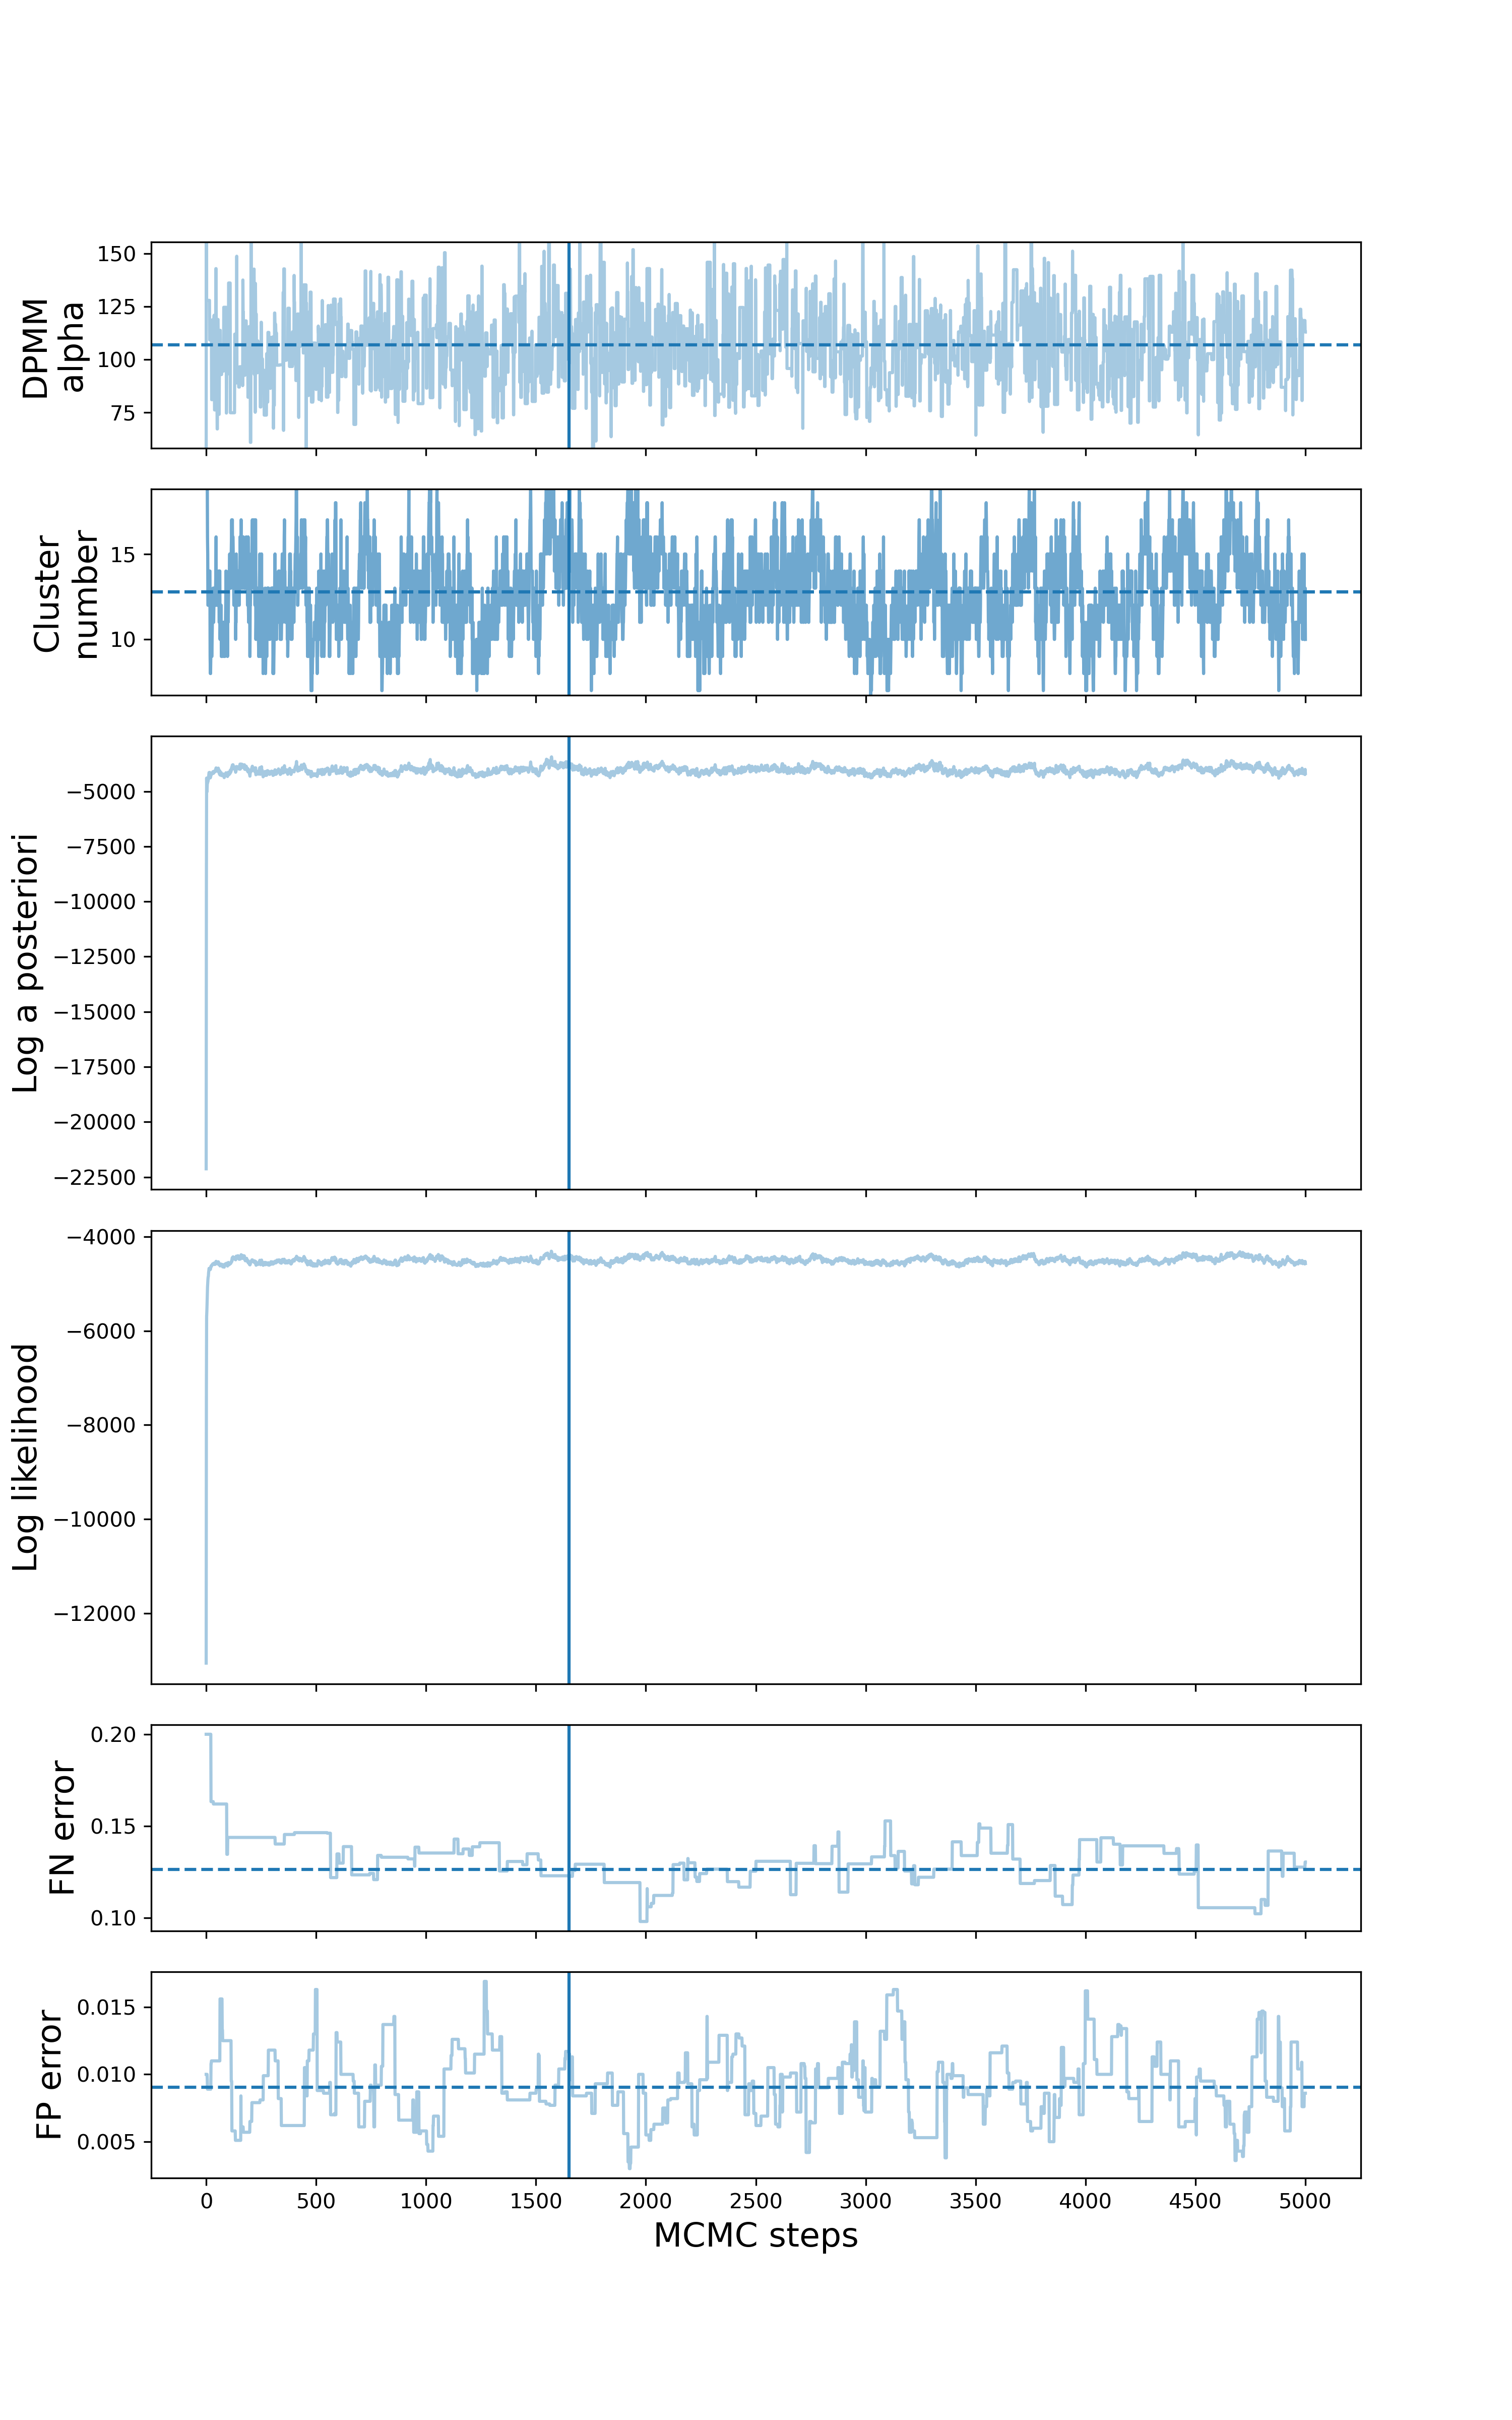 DPMM
alpha
150
125
100
75
Cluster
number
15
10
Log a posteriori
−5000
−7500
−10000
−12500
−15000
−17500
−20000
−22500
Log likelihood
−4000
−6000
−8000
−10000
−12000
FN error
0.20
0.15
0.10
FP error
0.015
0.010
0.005
0 500 1000 1500 2000 2500 3000 3500 4000 4500 5000
MCMC steps